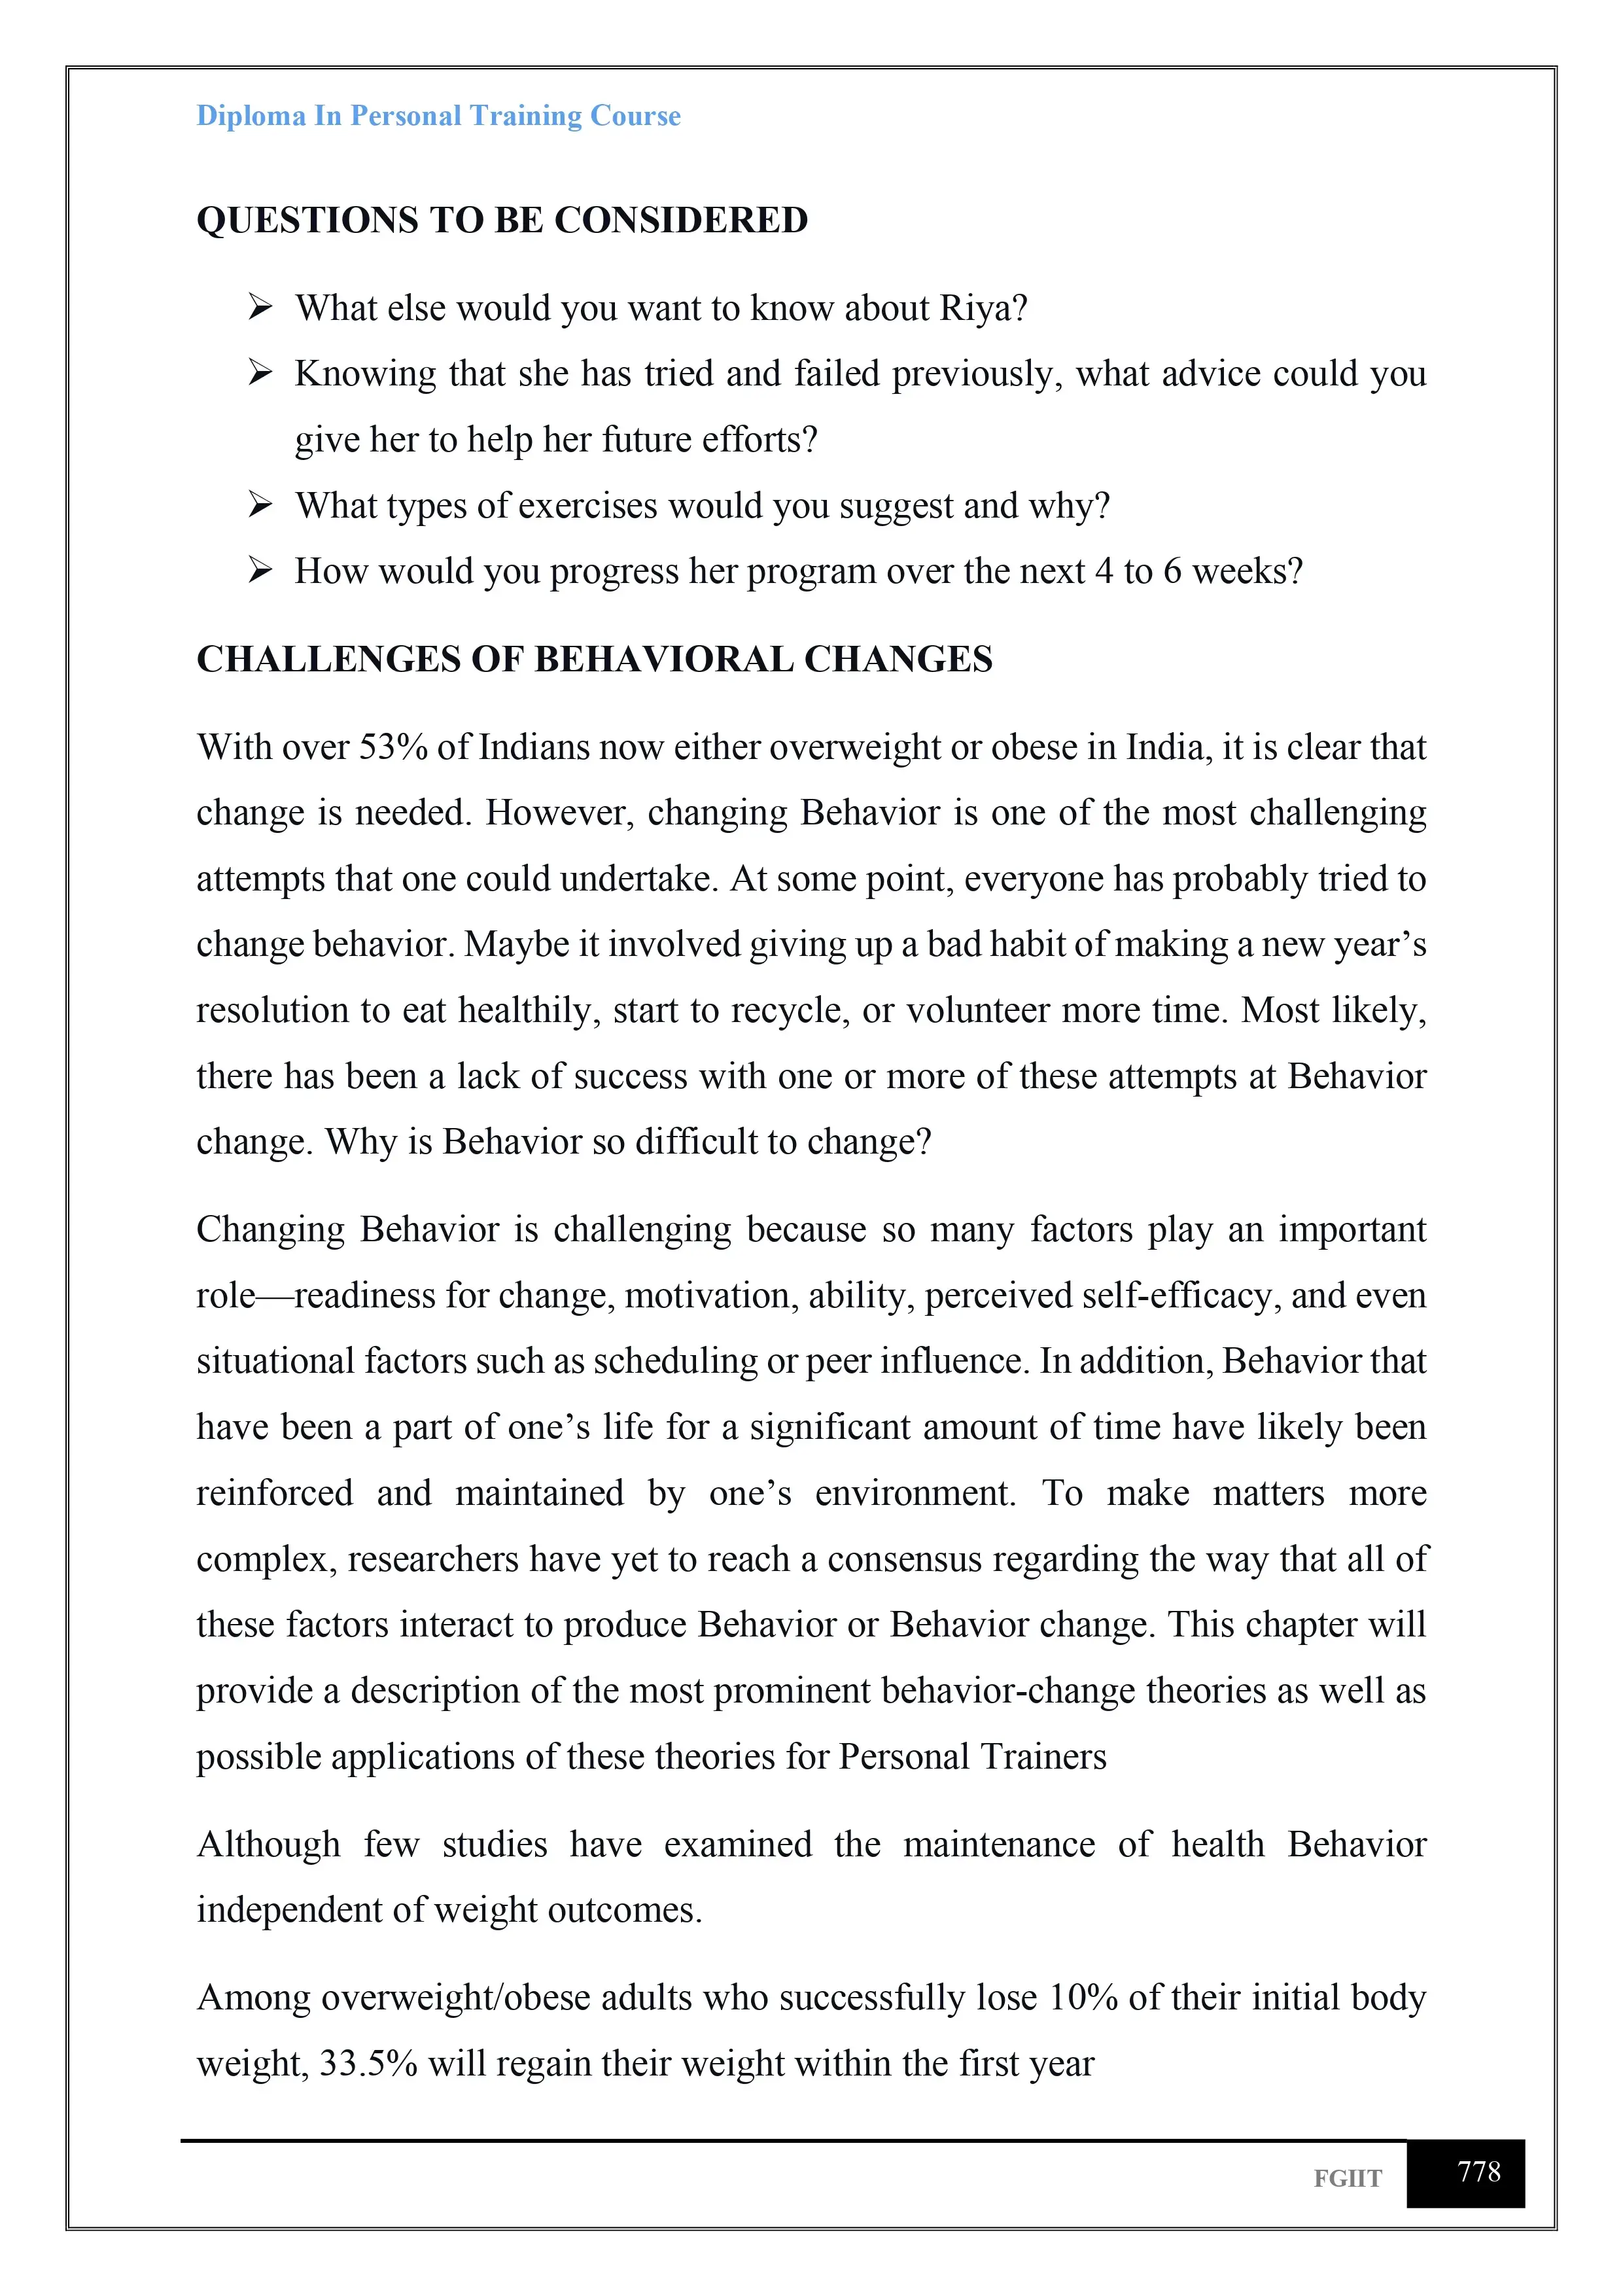 Diploma In Personal Training Course
QUESTIONS TO BE CONSIDERED
➢ What else would you want to know about Riya?
➢ Knowing that she has tried and failed previously, what advice could you
give her to help her future efforts?
➢ What types of exercises would you suggest and why?
➢ How would you progress her program over the next 4 to 6 weeks?
CHALLENGES OF BEHAVIORAL CHANGES
With over 53% of Indians now either overweight or obese in India, it is clear that
change is needed. However, changing Behavior is one of the most challenging
attempts that one could undertake. At some point, everyone has probably tried to
change behavior. Maybe it involved giving up a bad habit of making a new year’s
resolution to eat healthily, start to recycle, or volunteer more time. Most likely,
there has been a lack of success with one or more of these attempts at Behavior
change. Why is Behavior so difficult to change?
Changing Behavior is challenging because so many factors play an important
role—readiness for change, motivation, ability, perceived self-efficacy, and even
situational factors such as scheduling or peer influence. In addition, Behavior that
have been a part of one’s life for a significant amount of time have likely been
reinforced and maintained by one’s environment. To make matters more
complex, researchers have yet to reach a consensus regarding the way that all of
these factors interact to produce Behavior or Behavior change. This chapter will
provide a description of the most prominent behavior-change theories as well as
possible applications of these theories for Personal Trainers
Although few studies have examined the maintenance of health Behavior
independent of weight outcomes.
Among overweight/obese adults who successfully lose 10% of their initial body
weight, 33.5% will regain their weight within the first year
FGIIT 778